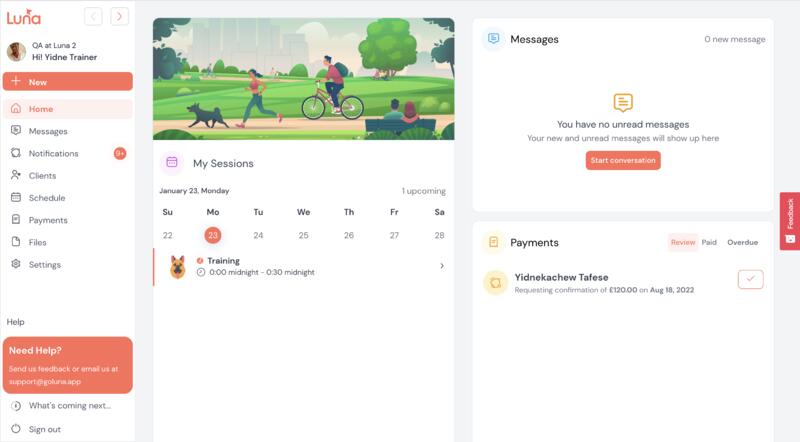 Luna
QA at Luna 2
Hi! Yidne Trainer
New
Home
Messages
Notifications
9+
Clients
Schedule
Payments
Files
Settings
Help
Need Help?
Send us feedback or email us at
support@goluna.app
What's coming next...
Sign out
My Sessions
January 23, Monday
1 upcoming
Su Mo Tu We Th Fr Sa
22 23 24 25 26 27 28
Training
0:00 midnight - 0:30 midnight
Messages
0 new message
You have no unread messages
Your new and unread messages will show up here
Start conversation
Payments
Review Paid Overdue
Yidnekachew Tafese
Requesting confirmation of £120.00 on Aug 18, 2022
Feedback